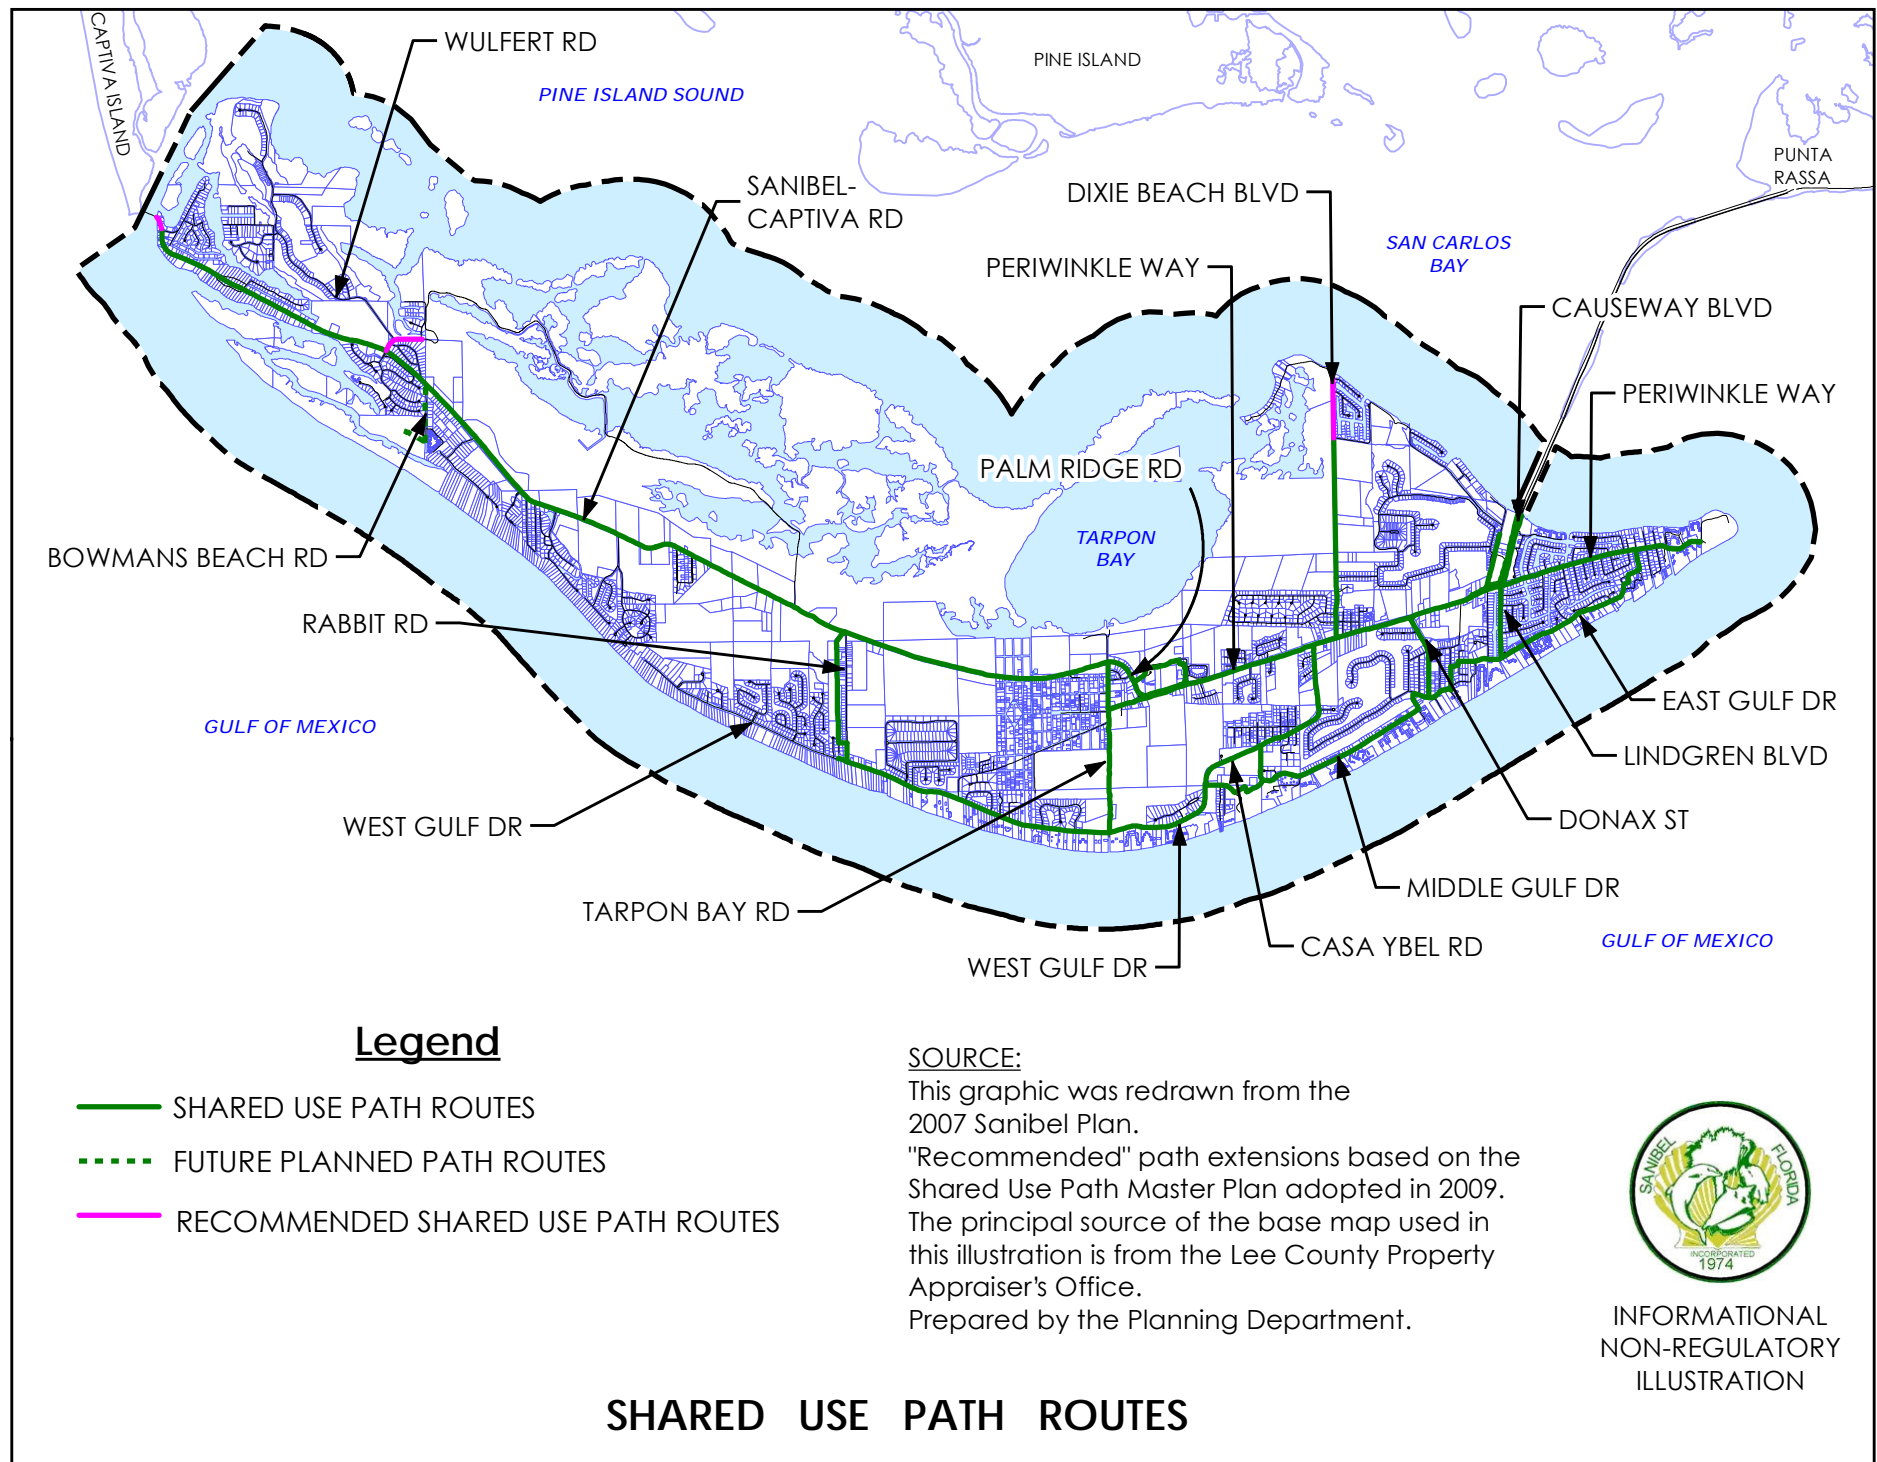 CAPTIVA ISLAND
WULFERT RD
PINE ISLAND SOUND
PINE ISLAND
PUNTA
RASSA
SANIBEL-
CAPTIVA RD
DIXIE BEACH BLVD
SAN CARLOS
BAY
PERIWINKLE WAY
CAUSEWAY BLVD
PERIWINKLE WAY
PALM RIDGE RD
TARPON
BAY
BOWMANS BEACH RD
RABBIT RD
GULF OF MEXICO
EAST GULF DR
LINDGREN BLVD
WEST GULF DR
DONAX ST
MIDDLE GULF DR
TARPON BAY RD
CASA YBEL RD
GULF OF MEXICO
WEST GULF DR
Legend
SHARED USE PATH ROUTES
FUTURE PLANNED PATH ROUTES
RECOMMENDED SHARED USE PATH ROUTES
SOURCE:
This graphic was redrawn from the
2007 Sanibel Plan.
"Recommended" path extensions based on the
Shared Use Path Master Plan adopted in 2009.
The principal source of the base map used in
this illustration is from the Lee County Property
Appraiser's Office.
Prepared by the Planning Department.
SANIBEL
FLORIDA
INCORPORATED
1974
INFORMATIONAL
NON-REGULATORY
ILLUSTRATION
SHARED USE PATH ROUTES